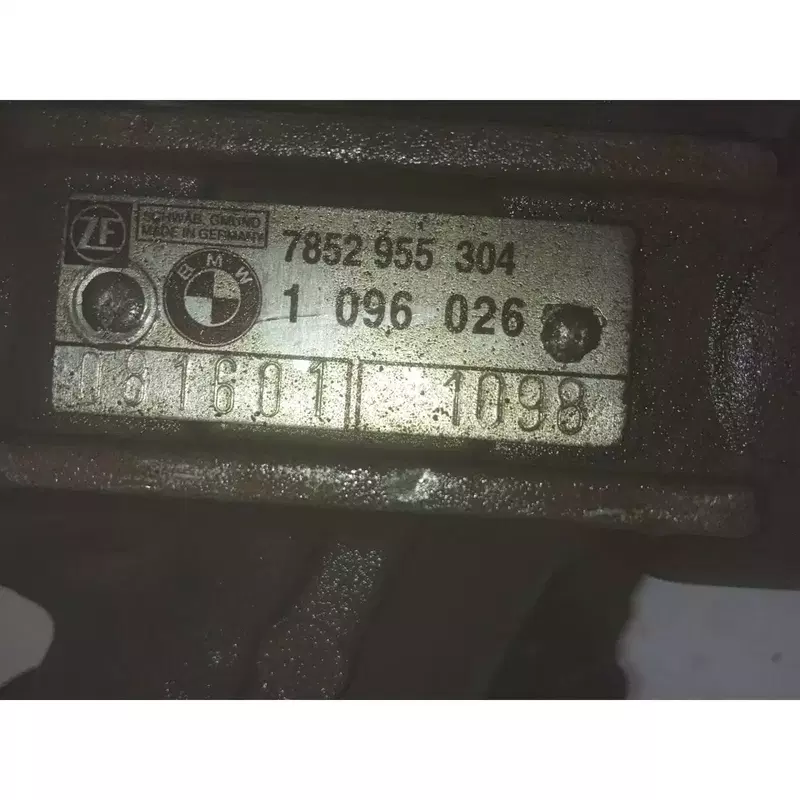 ZF
SCHWÄB. GMÜND
MADE IN GERMANY
7852 955 304
BMW
1 096 026
081601 1098